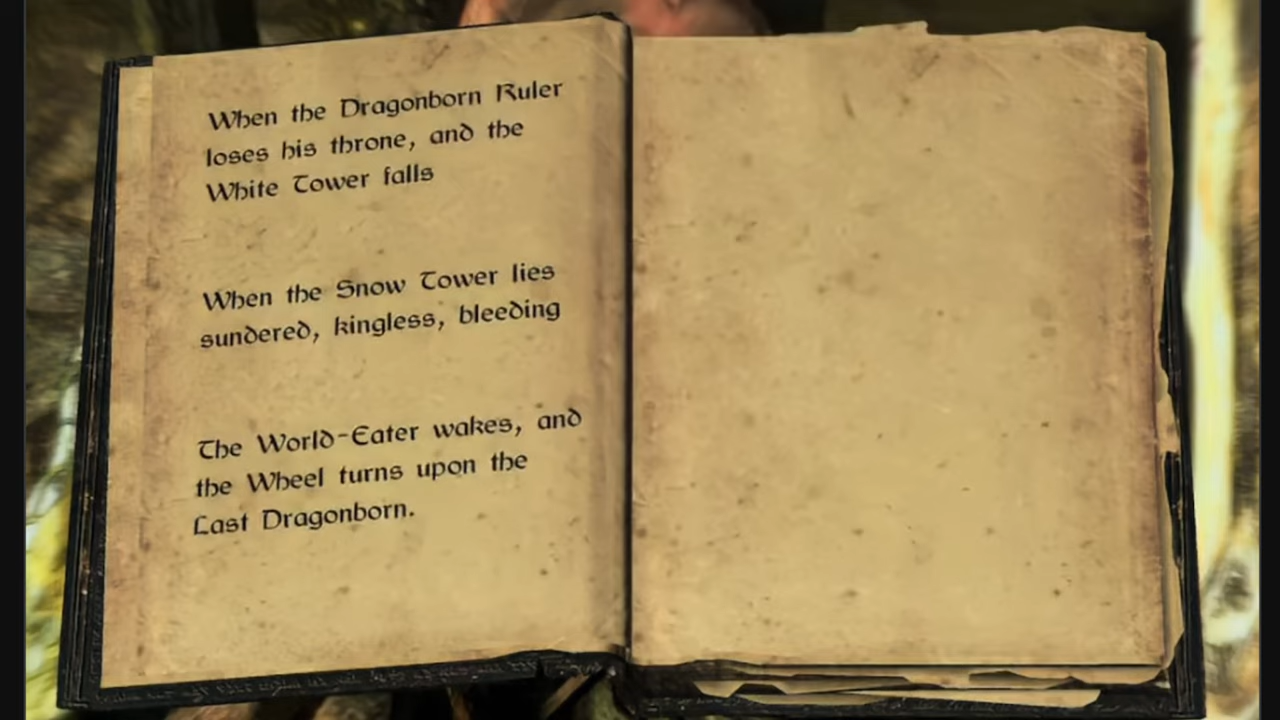 When the Dragonborn Ruler
loses his throne, and the
White Tower falls
When the Snow Tower lies
sundered, kingless, bleeding
The World-Eater wakes, and
the Wheel turns upon the
Last Dragonborn.